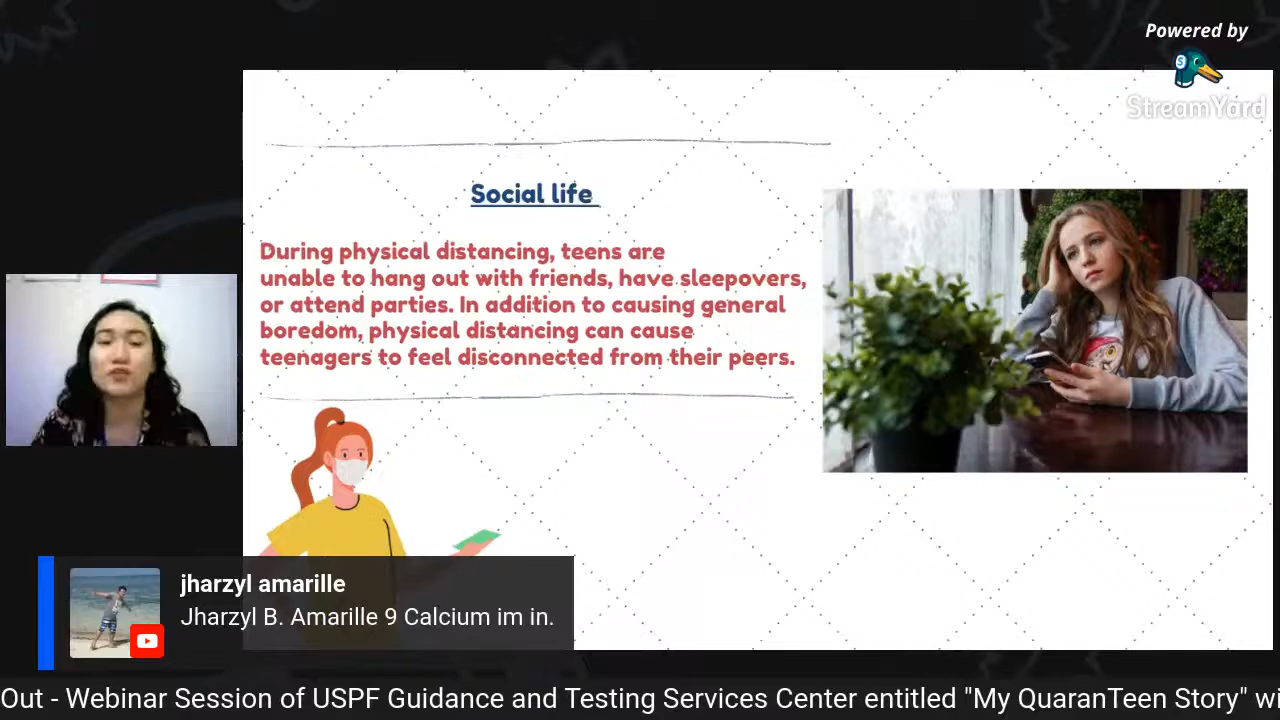 Powered by
StreamYard
Social life
During physical distancing, teens are
unable to hang out with friends, have sleepovers,
or attend parties. In addition to causing general
boredom, physical distancing can cause
teenagers to feel disconnected from their peers.
jharzyl amarille
Jharzyl B. Amarille 9 Calcium im in.
Out - Webinar Session of USPF Guidance and Testing Services Center entitled "My QuaranTeen Story" wi